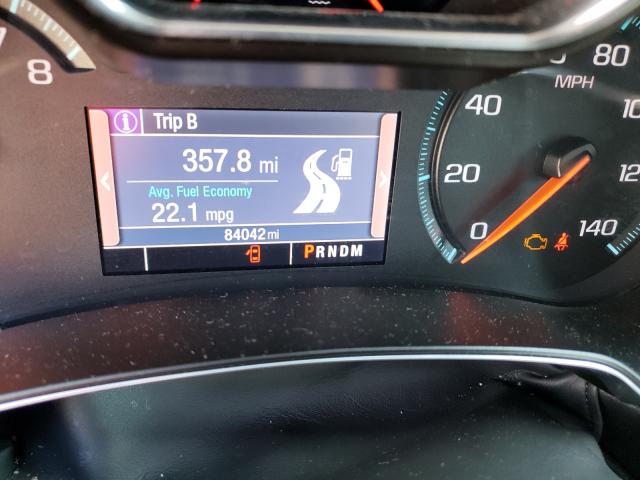 7
8
Trip B
357.8 mi
Avg. Fuel Economy
22.1 mpg
84042 mi
PRNDM
0
20
40
80
MPH
140